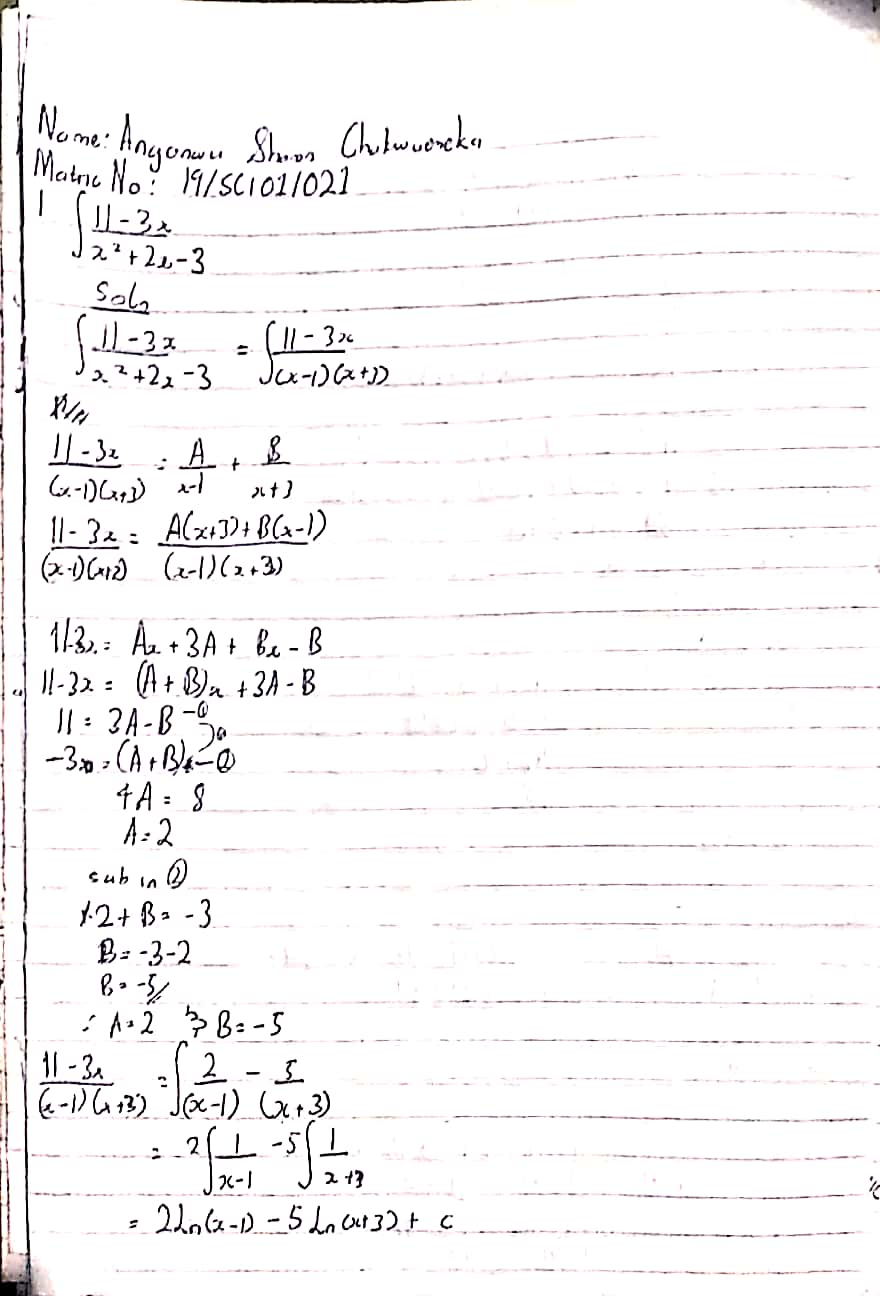 Name: Anyanwu Chukwuemeka
Matric No: 19/SCI01/021
1 ∫ 11-3x / x²+2x-3
Soln
∫ 11-3x / x²+2x-3 = ∫ 11-3x / (x-1)(x+3)
11-3x / (x-1)(x+3) = A / x-1 + B / x+3
11-3x / (x-1)(x+3) = A(x+3)+B(x-1) / (x-1)(x+3)
11-3x = Ax + 3A + Bx - B
11-3x = (A + B)x + 3A - B
11 = 3A - B - ①
-3x = (A + B)x - ②
4A = 8
A = 2
sub in ②
2 + B = -3
B = -3-2
B = -5
∴ A = 2 , B = -5
11-3x / (x-1)(x+3) = ∫ 2 / (x-1) - 5 / (x+3)
= 2∫ 1 / x-1 - 5∫ 1 / x+3
= 2Ln(x-1) - 5Ln(x+3) + c